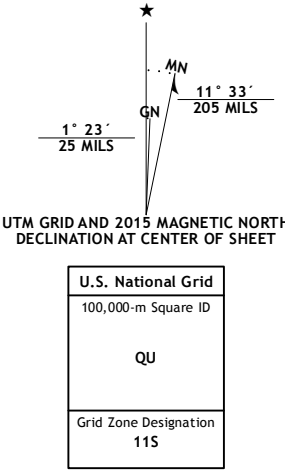 MN
11° 33´
205 MILS
GN
1° 23´
25 MILS
UTM GRID AND 2015 MAGNETIC NORTH
DECLINATION AT CENTER OF SHEET
U.S. National Grid
100,000-m Square ID
QU
Grid Zone Designation
11S